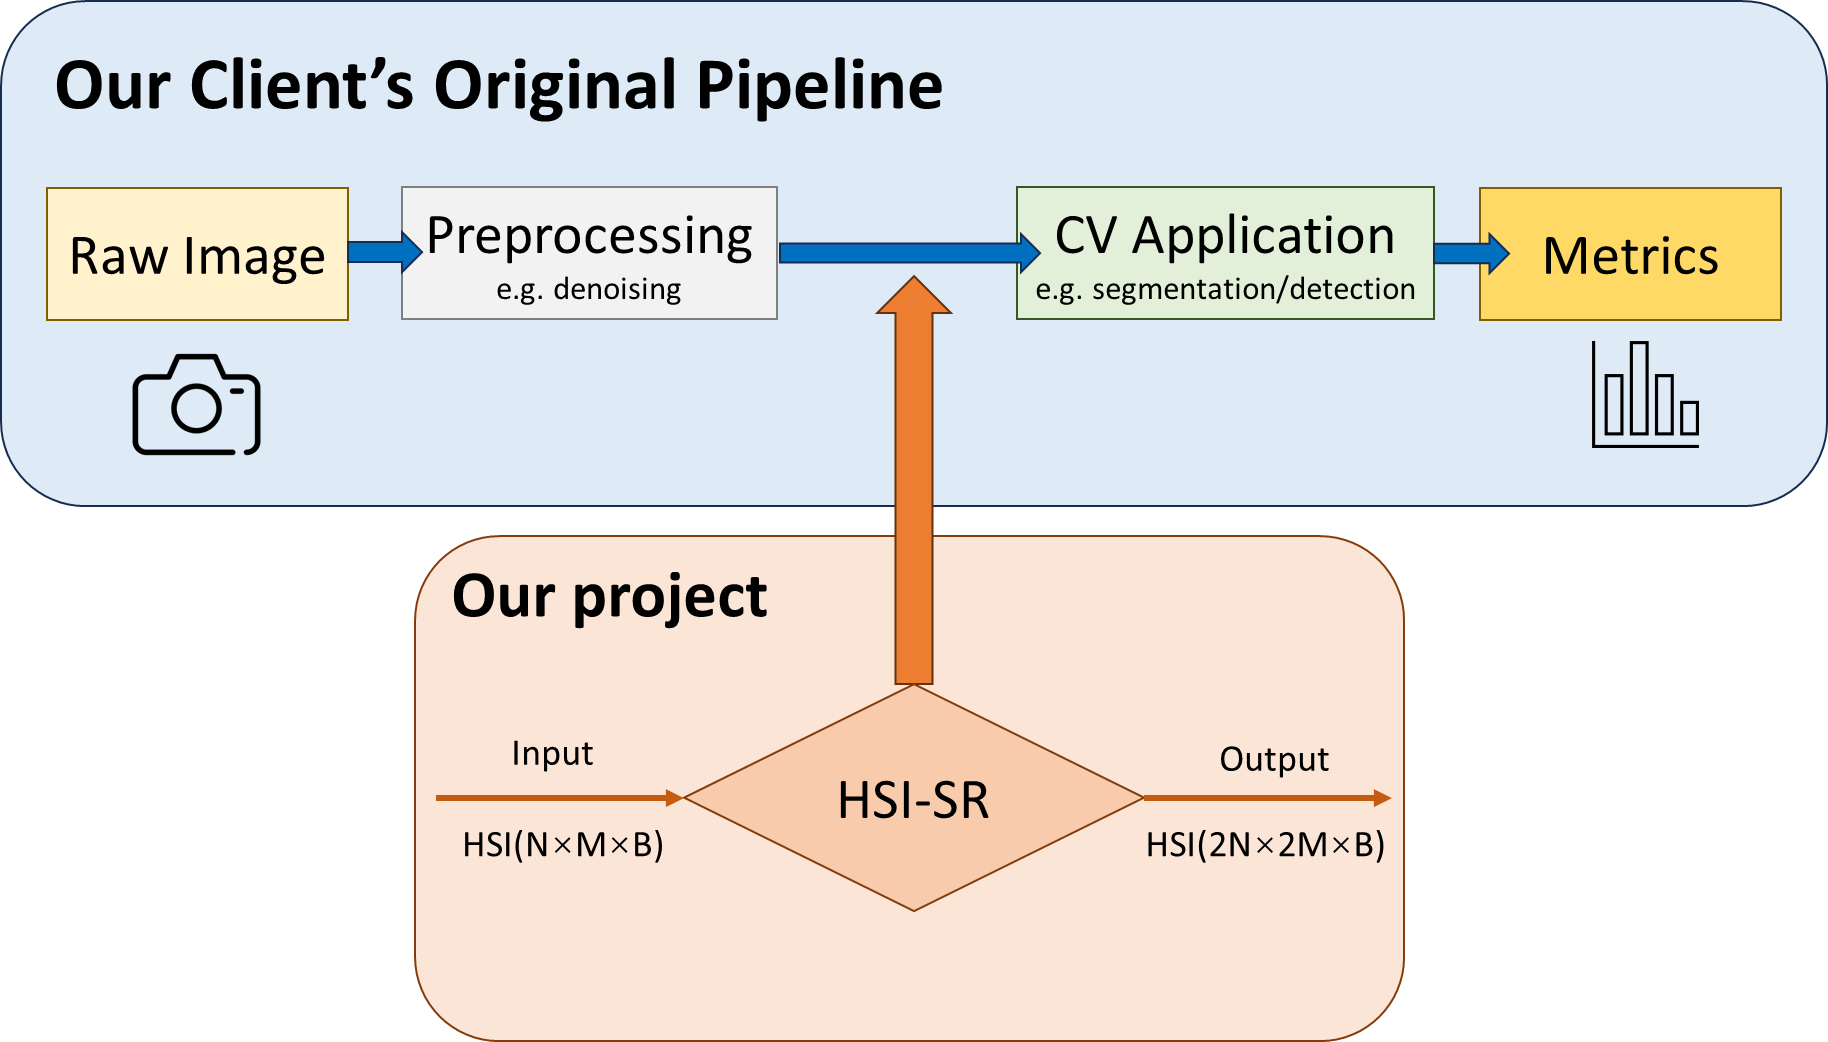 Our Client’s Original Pipeline
Raw Image
Preprocessing
e.g. denoising
CV Application
e.g. segmentation/detection
Metrics
Our project
Input
HSI(N×M×B)
HSI-SR
Output
HSI(2N×2M×B)